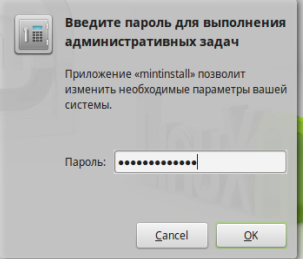 Введите пароль для выполнения
административных задач
Приложение «mintinstall» позволит
изменить необходимые параметры вашей
системы.
Пароль: •••••••••••••
Cancel
OK